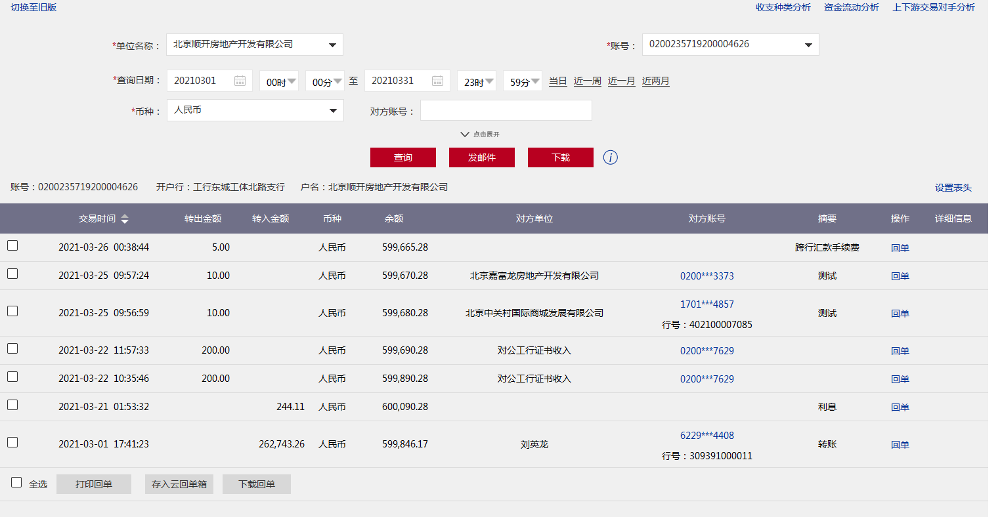 切换至旧版 收支种类分析 资金流动分析 上下游交易对手分析
*单位名称： 北京顺开房地产开发有限公司 *账号： 0200235719200004626
*查询日期： 20210301 00时 00分 至 20210331 23时 59分 当日 近一周 近一月 近两月
*币种： 人民币 对方账号：
点击展开
查询 发邮件 下载 i
账号：0200235719200004626 开户行：工行东城工体北路支行 户名：北京顺开房地产开发有限公司 设置表头
交易时间 转出金额 转入金额 币种 余额 对方单位 对方账号 摘要 操作 详细信息
2021-03-26 00:38:44 5.00 人民币 599,665.28 跨行汇款手续费 回单
2021-03-25 09:57:24 10.00 人民币 599,670.28 北京嘉富龙房地产开发有限公司 0200***3373 测试 回单
2021-03-25 09:56:59 10.00 人民币 599,680.28 北京中关村国际商城发展有限公司 1701***4857 测试 回单
行号：402100007085
2021-03-22 11:57:33 200.00 人民币 599,690.28 对公工行证书收入 0200***7629 回单
2021-03-22 10:35:46 200.00 人民币 599,890.28 对公工行证书收入 0200***7629 回单
2021-03-21 01:53:32 244.11 人民币 600,090.28 利息 回单
2021-03-01 17:41:23 262,743.26 人民币 599,846.17 刘英龙 6229***4408 转账 回单
行号：309391000011
全选 打印回单 存入云回单箱 下载回单